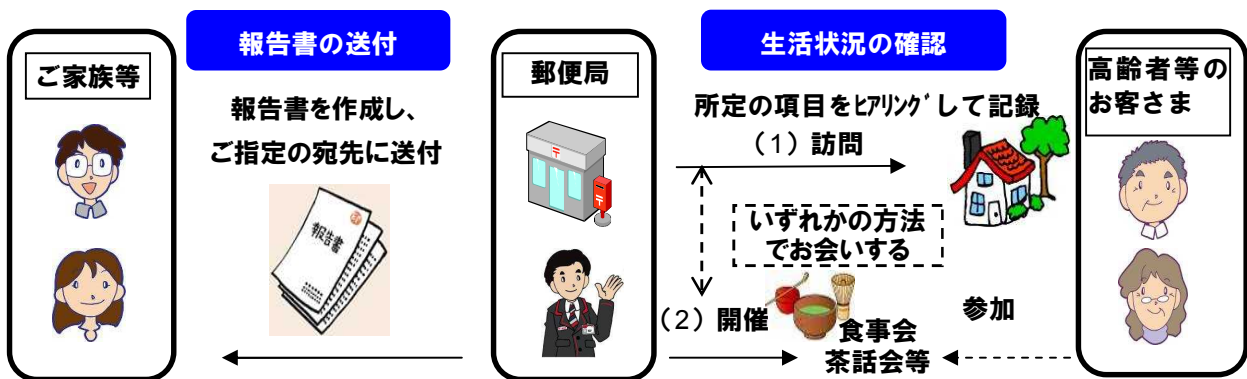 報告書の送付
生活状況の確認
ご家族等
報告書を作成し、
ご指定の宛先に送付
報告書
郵便局
〒
〒
所定の項目をﾋｱﾘﾝｸﾞして記録
(1) 訪問
いずれかの方法
でお会いする
(2) 開催
食事会
茶話会等
参加
高齢者等の
お客さま